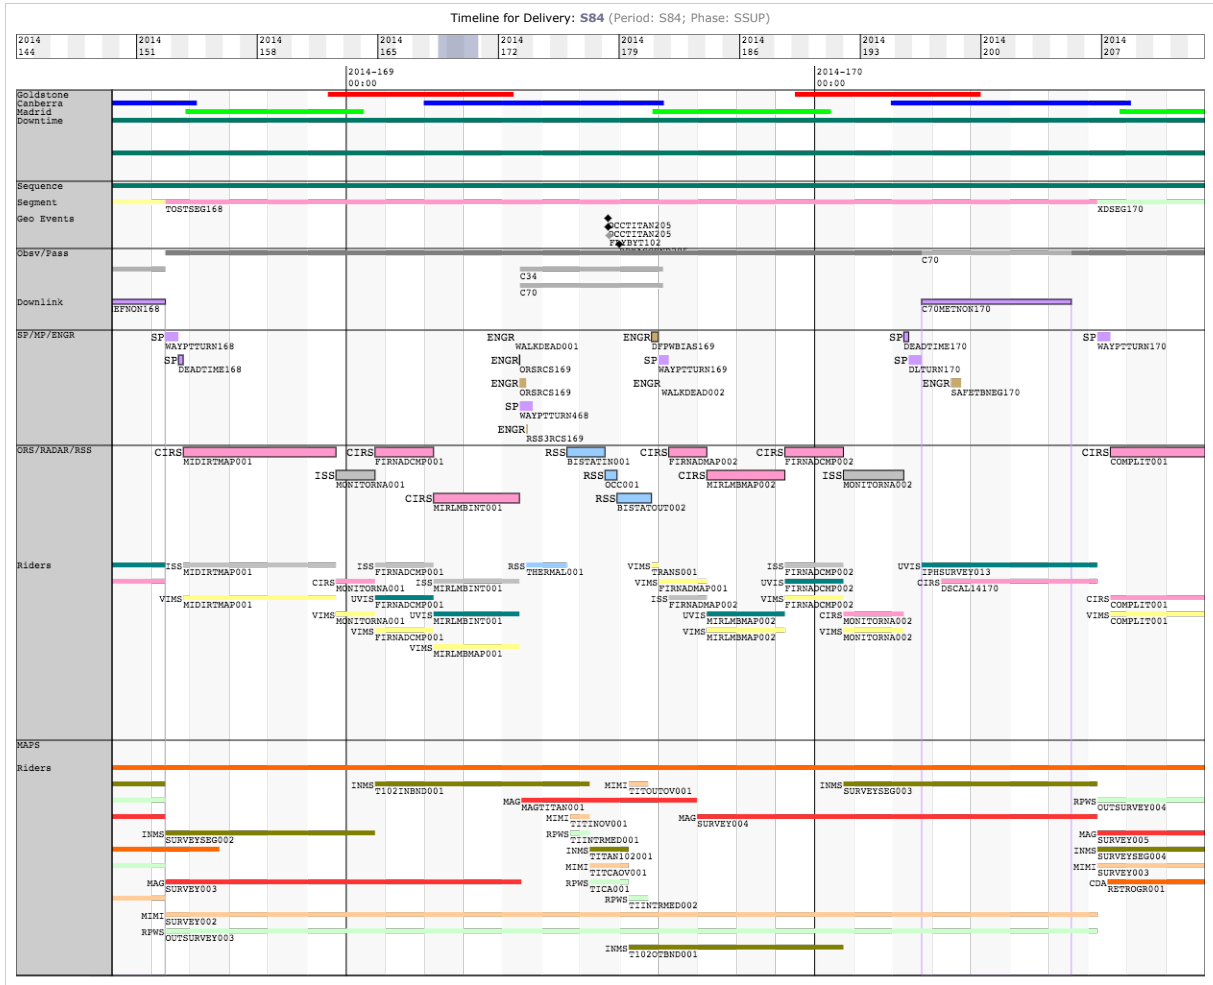 Timeline for Delivery: S84 (Period: S84; Phase: SSUP)
2014 2014 2014 2014 2014 2014 2014 2014 2014 2014
144 151 158 165 172 179 186 193 200 207
2014-169 2014-170
00:00 00:00
Goldstone
Canberra
Madrid
Downtime
Sequence
Segment
TOSTSEG168 XDSEG170
Geo Events
OCCTITAN205
OCCTITAN205
FLYBYT102
Obsv/Pass
C70
C34
C70
Downlink
EFNON168 C70METNON170
SP/MP/ENGR SP ENGR ENGR SP SP
WAYPTTURN168 WALKDEAD001 DFPWBIAS169 DEADTIME170 WAYPTTURN170
SP ENGR SP SP
DEADTIME168 ORSRCS169 WAYPTTURN169 DLTURN170
ENGR ENGR ENGR
ORSRCS169 WALKDEAD002 SAFETBNEG170
SP
WAYPTTURN468
ENGR
RSS3RCS169
ORS/RADAR/RSS CIRS CIRS RSS CIRS CIRS CIRS
MIDIRTMAP001 FIRNADCMP001 BISTATIN001 FIRNADMAP002 FIRNADCMP002 COMPLIT001
ISS RSS CIRS ISS
MONITORNA001 OCC001 MIRLMBMAP002 MONITORNA002
CIRS RSS
MIRLMBINT001 BISTATOUT002
Riders ISS ISS RSS VIMS ISS UVIS
MIDIRTMAP001 FIRNADCMP001 THERMAL001 TRANS001 FIRNADCMP002 IPHSURVEY013
CIRS ISS VIMS UVIS CIRS
MONITORNA001 MIRLMBINT001 FIRNADMAP001 FIRNADCMP002 DSCAL14170
VIMS UVIS ISS VIMS CIRS
MIDIRTMAP001 FIRNADCMP001 FIRNADMAP002 FIRNADCMP002 COMPLIT001
VIMS UVIS UVIS CIRS VIMS
MONITORNA001 MIRLMBINT001 MIRLMBMAP002 MONITORNA002 COMPLIT001
VIMS VIMS VIMS
FIRNADCMP001 MIRLMBMAP002 MONITORNA002
VIMS
MIRLMBMAP001
MAPS
Riders
INMS MIMI INMS
T102INBND001 TITOUTOV001 SURVEYSEG003
MAG RPWS
MAGTITAN001 OUTSURVEY004
MIMI MAG
TITINOV001 SURVEY004
INMS RPWS MAG
SURVEYSEG002 TIINTRMED001 SURVEY005
INMS INMS
TITAN102001 SURVEYSEG004
MIMI MIMI
TITCAOV001 SURVEY003
MAG RPWS CDA
SURVEY003 TICA001 RETROGR001
RPWS
TIINTRMED002
MIMI
SURVEY002
RPWS
OUTSURVEY003
INMS
T102OTBND001